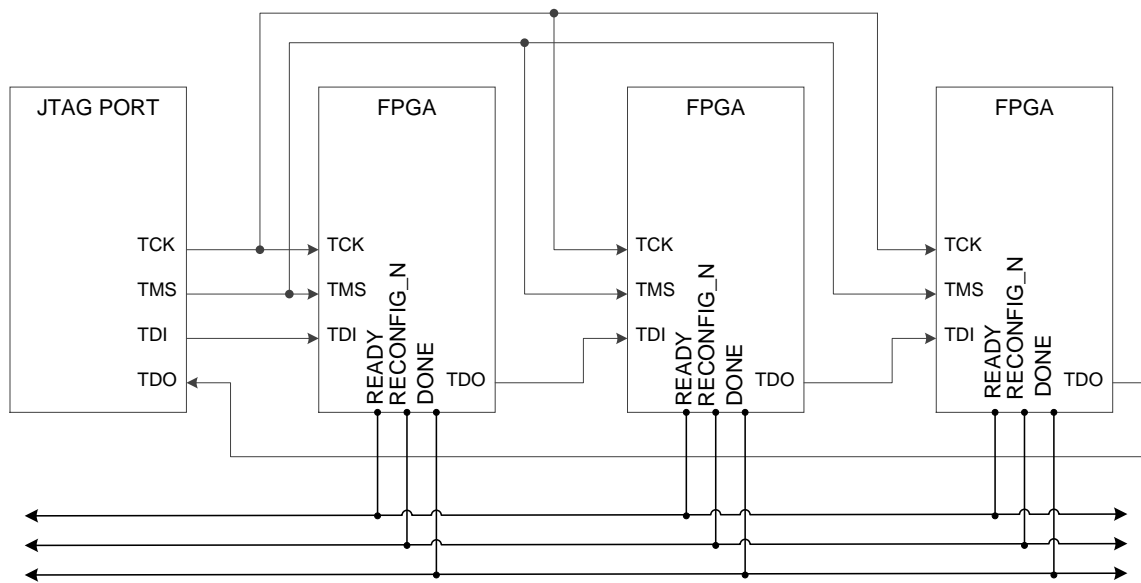 JTAG PORT
FPGA
FPGA
FPGA
TCK
TCK
TCK
TCK
TMS
TMS
TMS
TMS
TDI
TDI
TDI
TDI
TDO
TDO
TDO
TDO
READY
RECONFIG_N
DONE
READY
RECONFIG_N
DONE
READY
RECONFIG_N
DONE